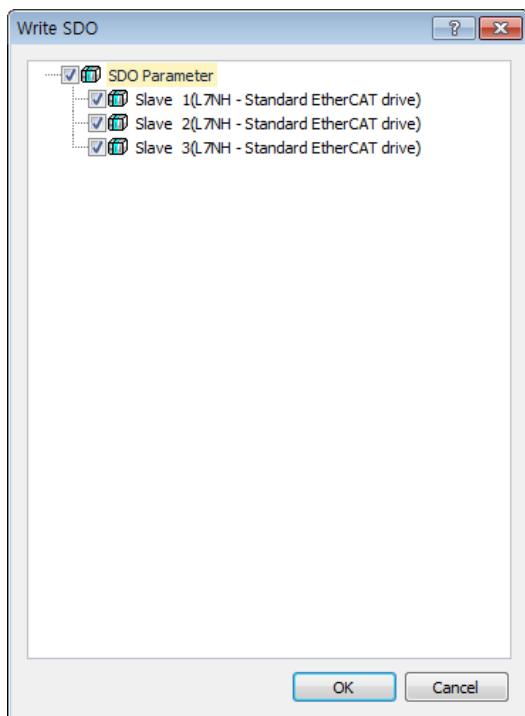 Write SDO
?
SDO Parameter
Slave 1(L7NH - Standard EtherCAT drive)
Slave 2(L7NH - Standard EtherCAT drive)
Slave 3(L7NH - Standard EtherCAT drive)
OK Cancel